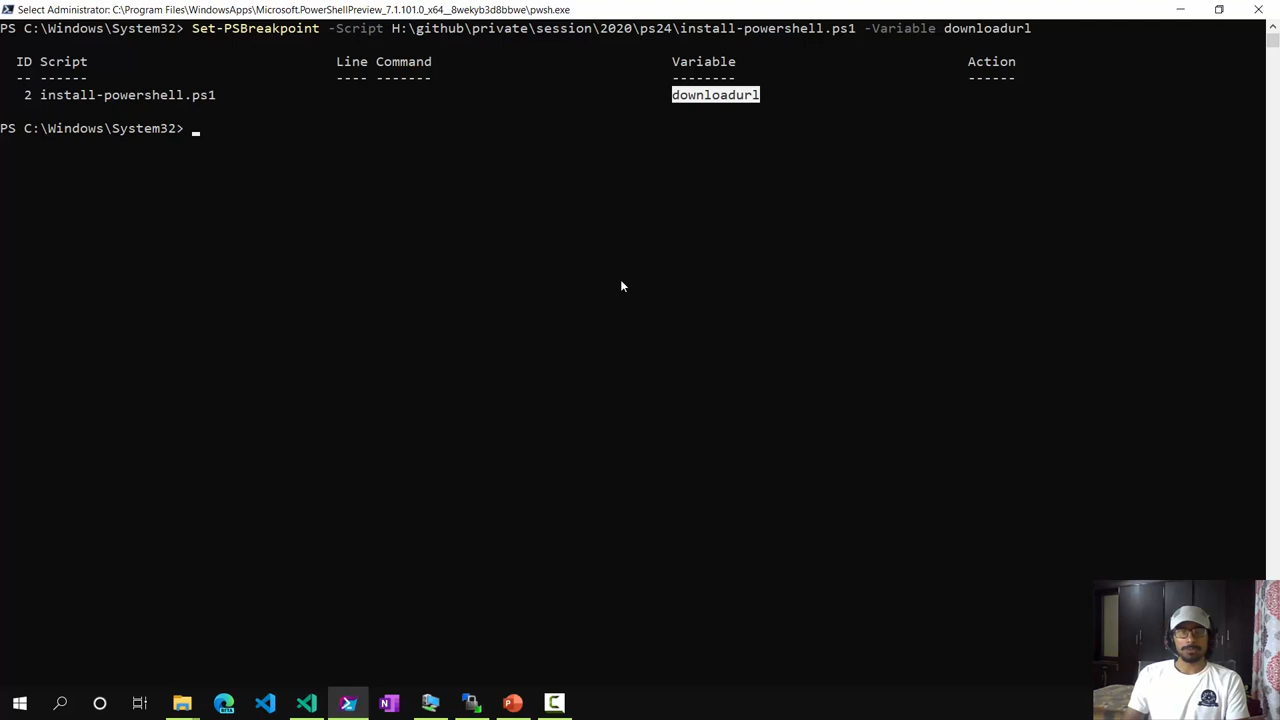 Select Administrator: C:\Program Files\WindowsApps\Microsoft.PowerShellPreview_7.1.101.0_x64__8wekyb3d8bbwe\pwsh.exe
PS C:\Windows\System32> Set-PSBreakpoint -Script H:\github\private\session\2020\ps24\install-powershell.ps1 -Variable downloadurl
ID Script Line Command Variable Action
-- ------ ---- ------- -------- ------
2 install-powershell.ps1 downloadurl
PS C:\Windows\System32>